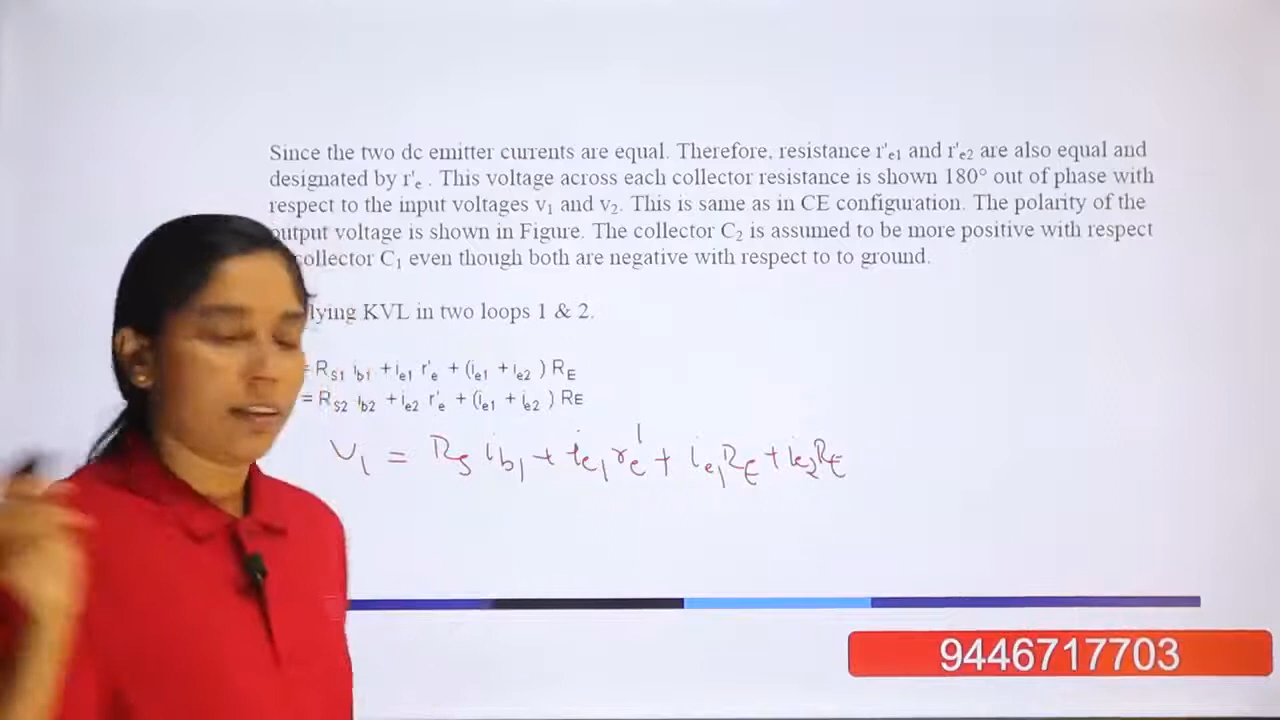 Since the two dc emitter currents are equal. Therefore, resistance r'e1 and r'e2 are also equal and
designated by r'e . This voltage across each collector resistance is shown 180° out of phase with
respect to the input voltages v1 and v2. This is same as in CE configuration. The polarity of the
output voltage is shown in Figure. The collector C2 is assumed to be more positive with respect
ollector C1 even though both are negative with respect to to ground.
lying KVL in two loops 1 & 2.
= RS1 ib1 + ie1 r'e + (ie1 + ie2 ) RE
= RS2 ib2 + ie2 r'e + (ie1 + ie2 ) RE
V1 = RS ib1 + ie1 re' + ie1 RE + ie2 RE
9446717703